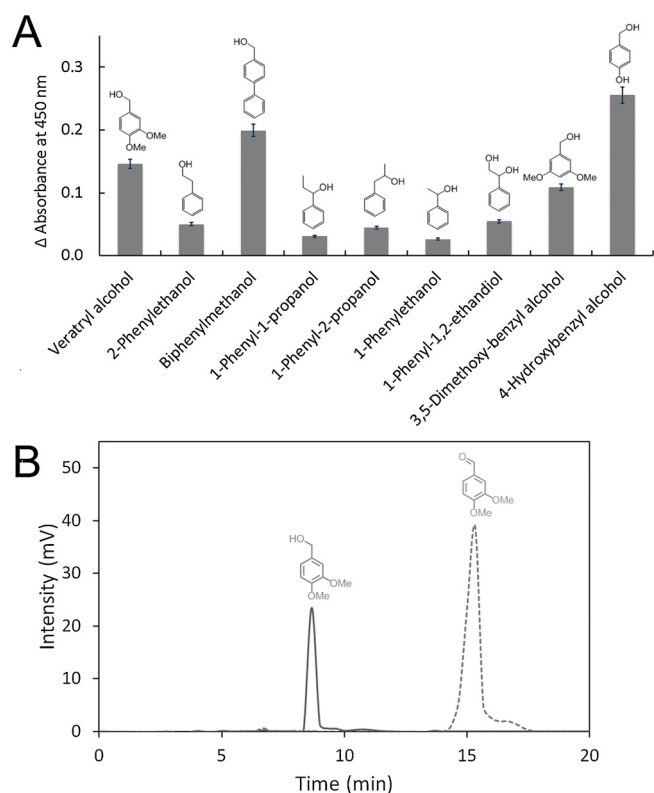 A
Δ Absorbance at 450 nm
0.3
0.2
0.1
0.0
HO
OMe
OMe
OH
HO
OH
OH
OH
HO
OH
OH
MeO
OMe
OH
OH
Veratryl alcohol
2-Phenylethanol
Biphenylmethanol
1-Phenyl-1-propanol
1-Phenyl-2-propanol
1-Phenylethanol
1-Phenyl-1,2-ethandiol
3,5-Dimethoxy-benzyl alcohol
4-Hydroxybenzyl alcohol
B
Intensity (mV)
50
40
30
20
10
0
HO
OMe
OMe
O
OMe
OMe
0
5
10
15
20
Time (min)